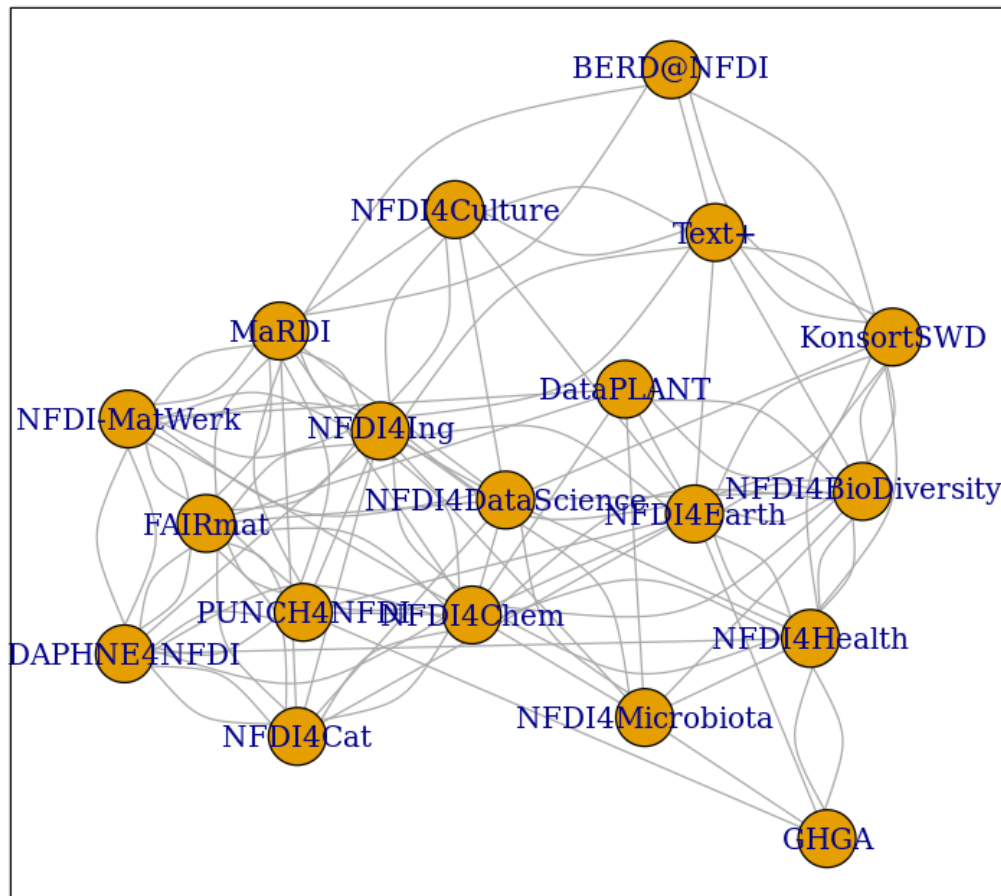 BERD@NFDI
NFDI4Culture
Text+
MaRDI
KonsortSWD
DataPLANT
NFDI-MatWerk
NFDI4Ing
NFDI4BioDiversity
NFDI4DataScience
NFDI4Earth
FAIRmat
PUNCH4NFDI
NFDI4Chem
NFDI4Health
DAPHNE4NFDI
NFDI4Microbiota
NFDI4Cat
GHGA